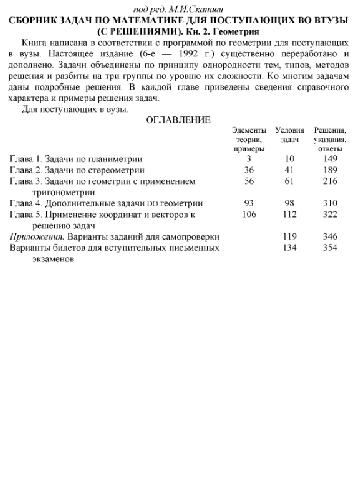 под ред. М.И.Сканави
СБОРНИК ЗАДАЧ ПО МАТЕМАТИКЕ ДЛЯ ПОСТУПАЮЩИХ ВО ВТУЗЫ
(С РЕШЕНИЯМИ). Кн. 2. Геометрия
Книга написана в соответствии с программой по геометрии для поступающих
в вузы. Настоящее издание (6-е — 1992 г.) существенно переработано и
дополнено. Задачи объединены по принципу однородности тем, типов, методов
решения и разбиты на три группы по уровню их сложности. Ко многим задачам
даны подробные решения. В каждой главе приведены сведения справочного
характера и примеры решения задач.
Для поступающих в вузы.
ОГЛАВЛЕНИЕ
Элементы Условия Решения,
теории, задач указания,
примеры ответы
Глава 1. Задачи по планиметрии 3 10 149
Глава 2. Задачи по стереометрии 36 41 189
Глава 3. Задачи по геометрии с применением 56 61 216
тригонометрии
Глава 4. Дополнительные задачи по геометрии 93 98 310
Глава 5. Применение координат и векторов к 106 112 322
решению задач
Приложения. Варианты заданий для самопроверки 119 346
Варианты билетов для вступительных письменных 134 354
экзаменов